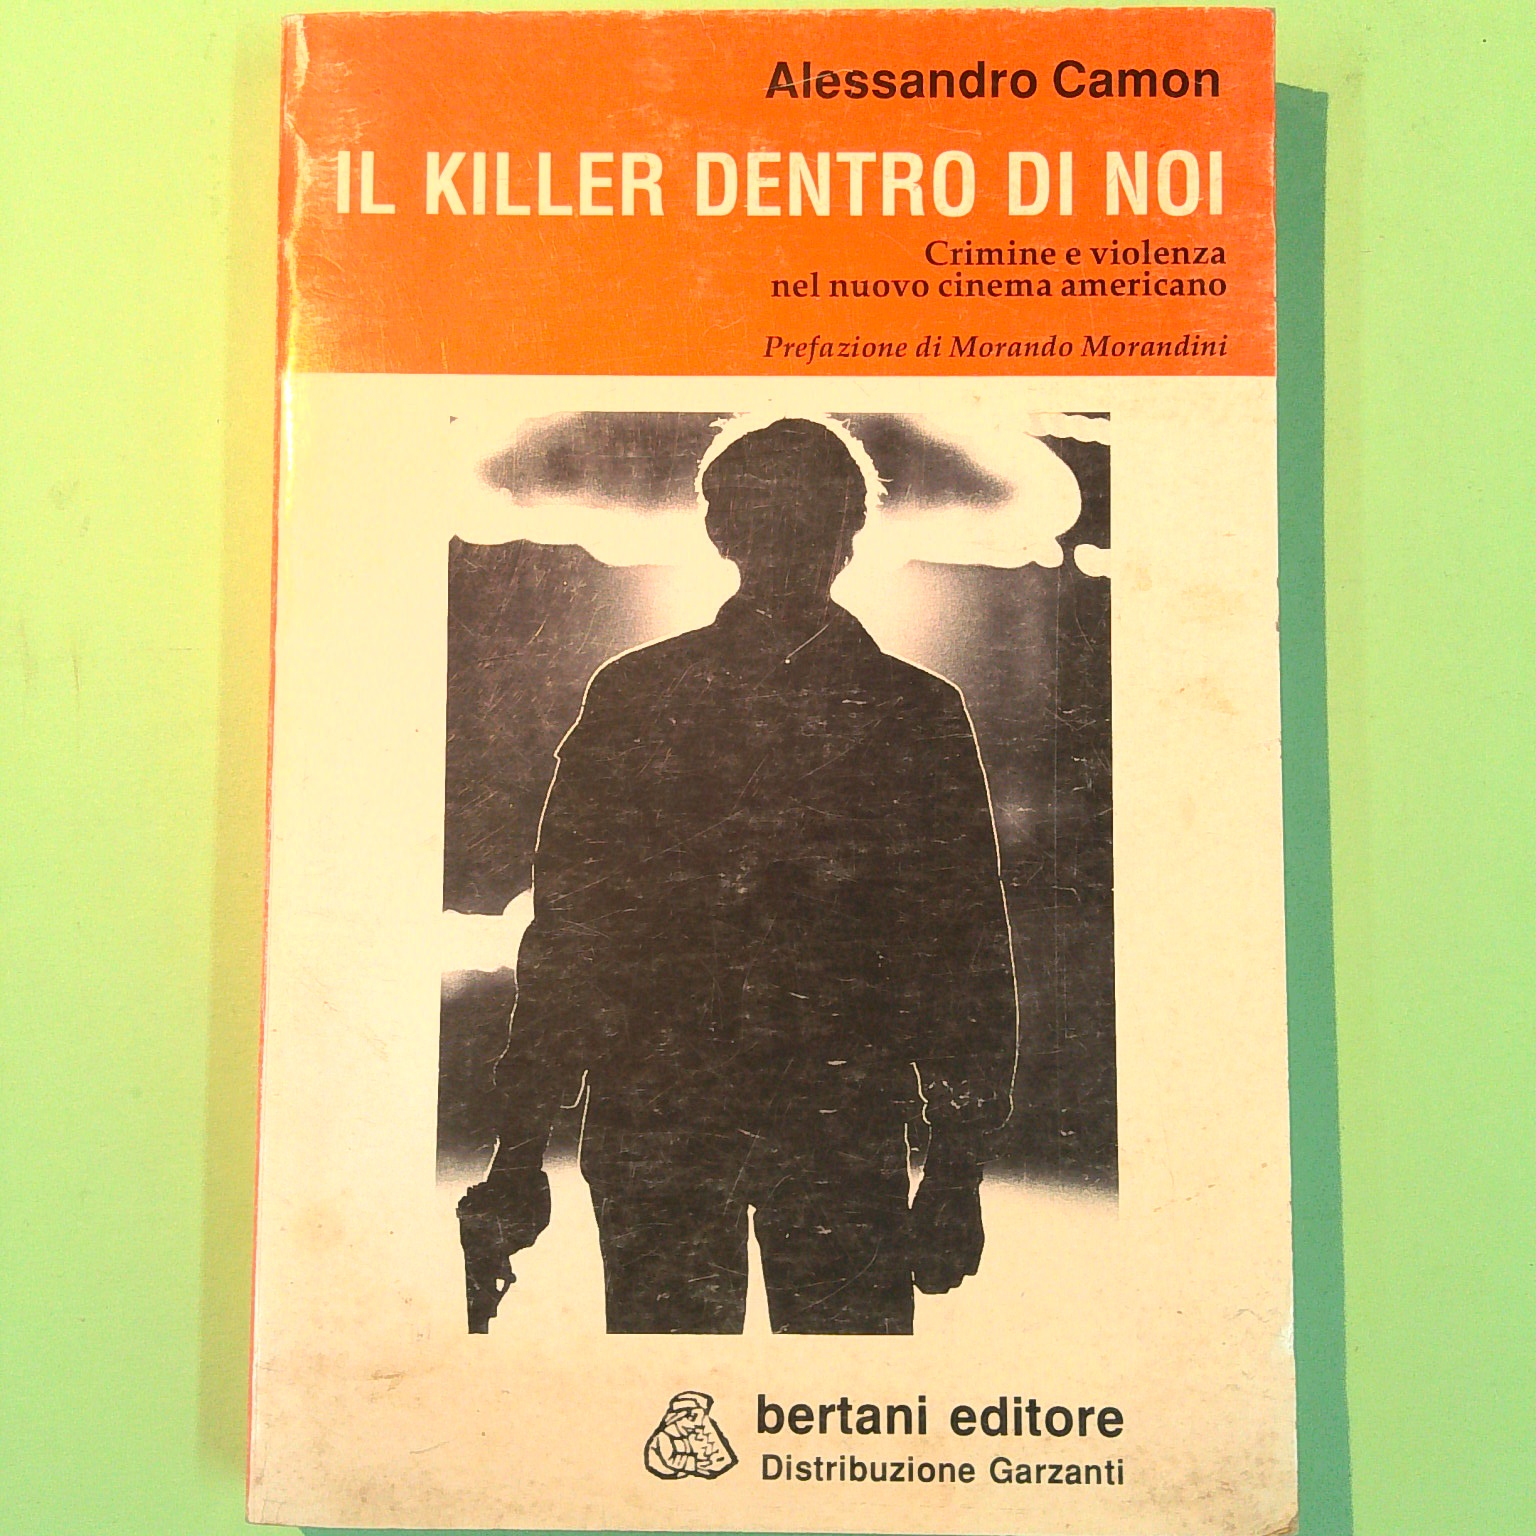 Alessandro Camon
IL KILLER DENTRO DI NOI
Crimine e violenza
nel nuovo cinema americano
Prefazione di Morando Morandini
bertani editore
Distribuzione Garzanti